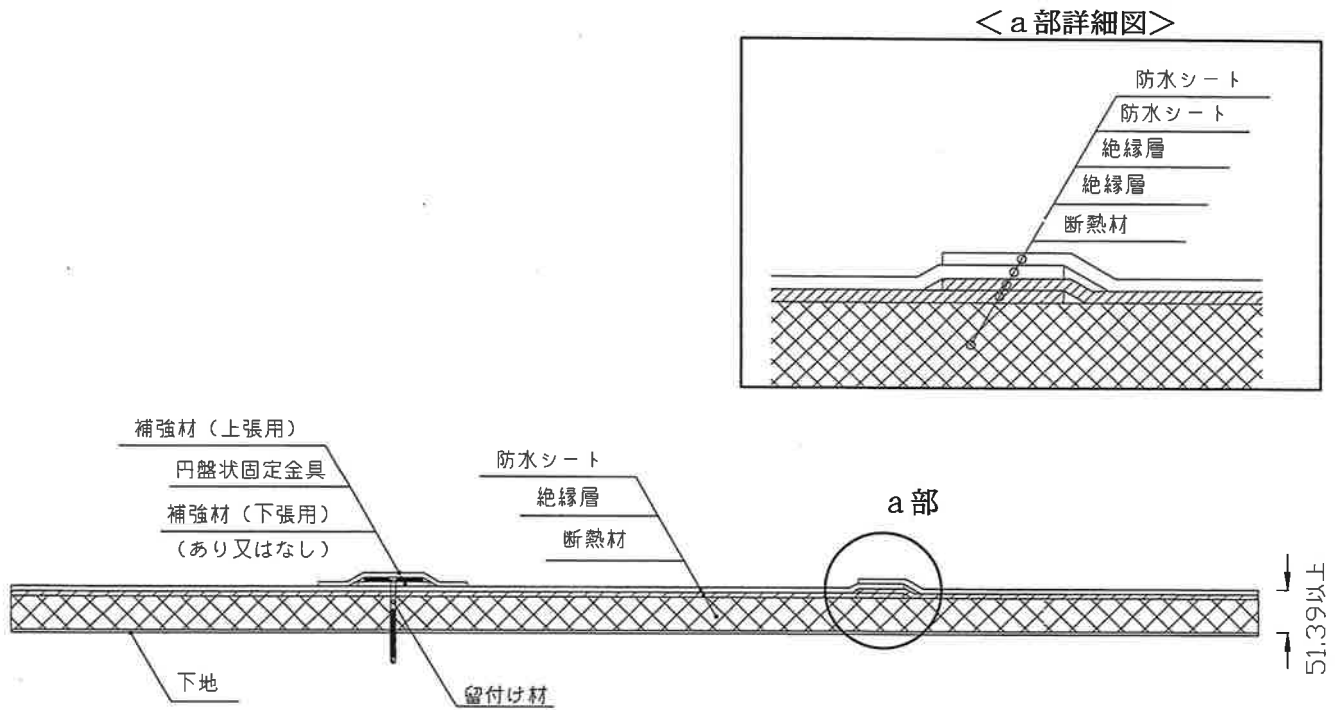 ＜a部詳細図＞
防水シート
防水シート
絶縁層
絶縁層
断熱材
補強材（上張用）
円盤状固定金具
補強材（下張用）
（あり又はなし）
防水シート
絶縁層
断熱材
a部
51.39以上
下地
留付け材